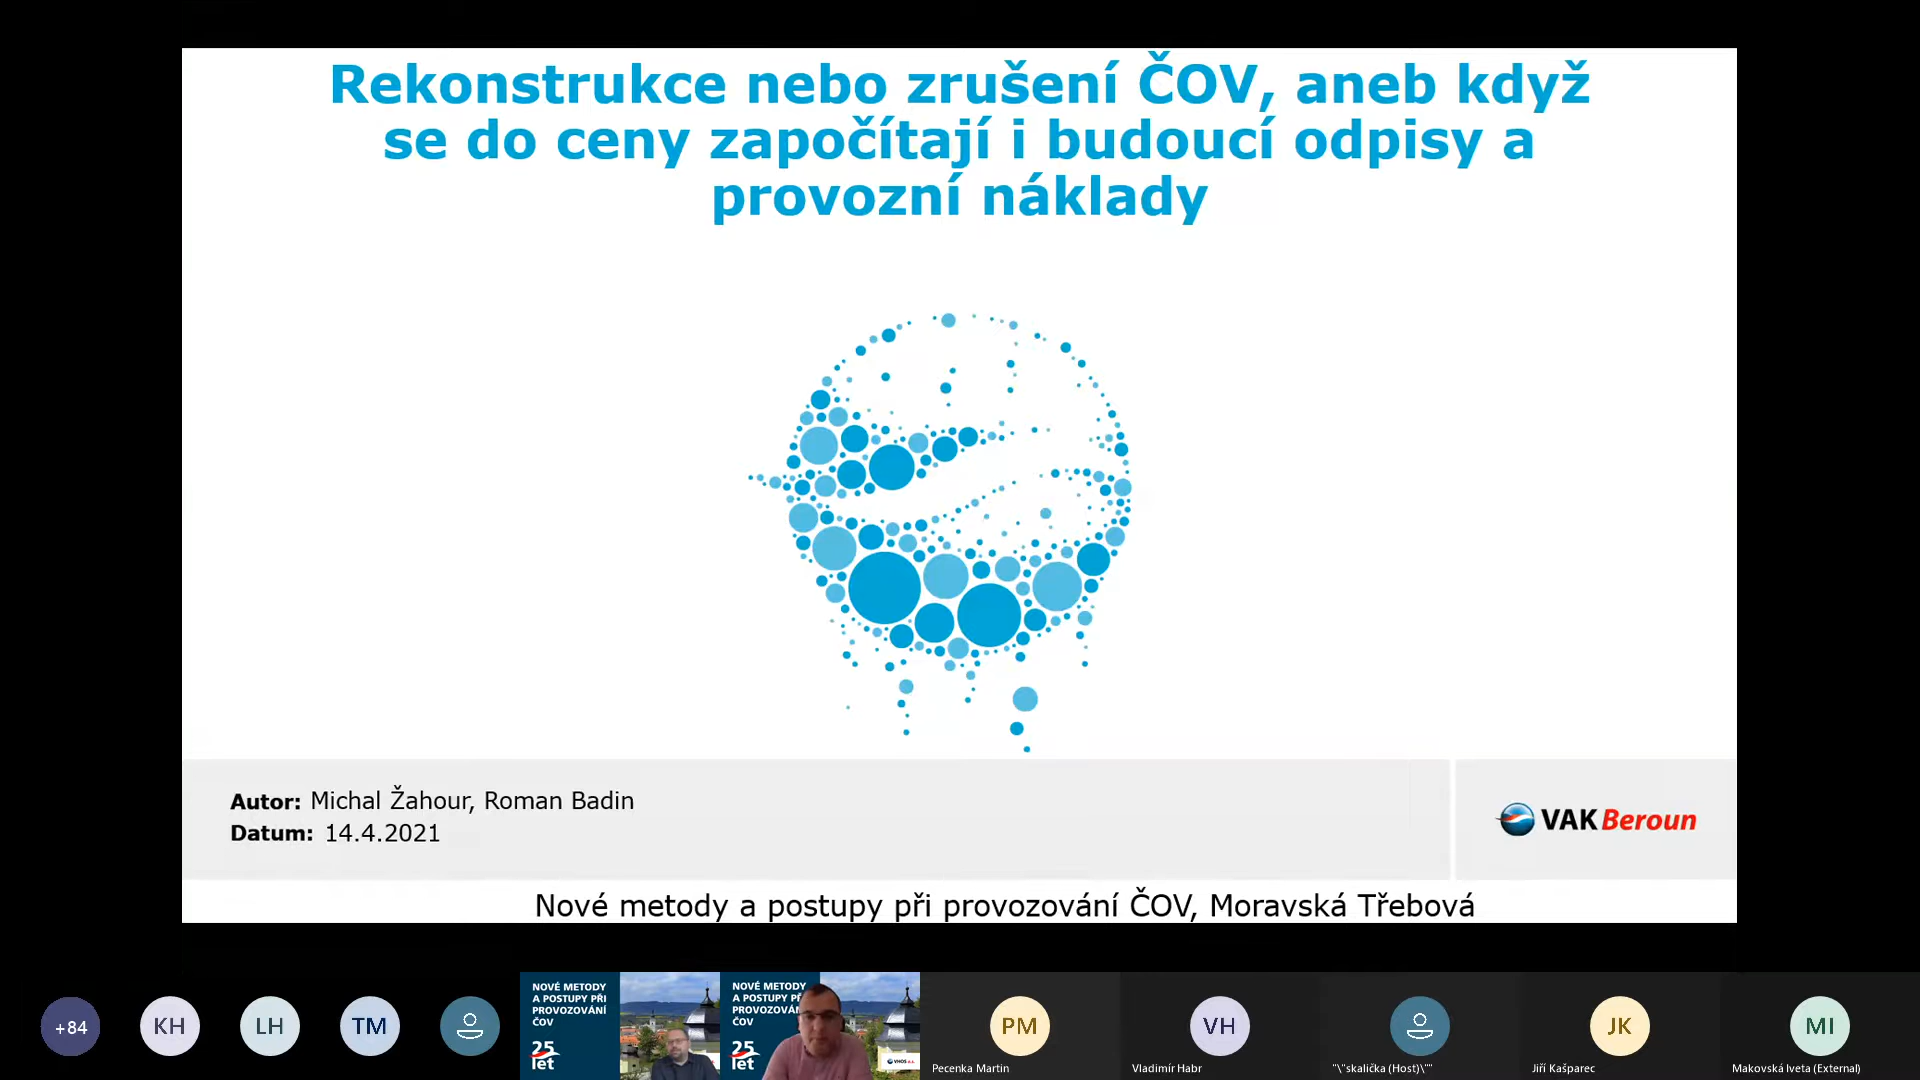 Rekonstrukce nebo zrušení ČOV, aneb když
se do ceny započítají i budoucí odpisy a
provozní náklady
Autor: Michal Žahour, Roman Badin
Datum: 14.4.2021
VAK Beroun
Nové metody a postupy při provozování ČOV, Moravská Třebová
+84
KH
LH
TM
NOVÉ METODY
A POSTUPY PŘI
PROVOZOVÁNÍ
ČOV
25
let
NOVÉ METODY
A POSTUPY PŘ
PROVOZOVÁN
ČOV
25
let
VHOS a.s.
PM
Pecenka Martin
VH
Vladimír Habr
"\"skalička (Host)\""
JK
Jiří Kašparec
MI
Makovská Iveta (External)